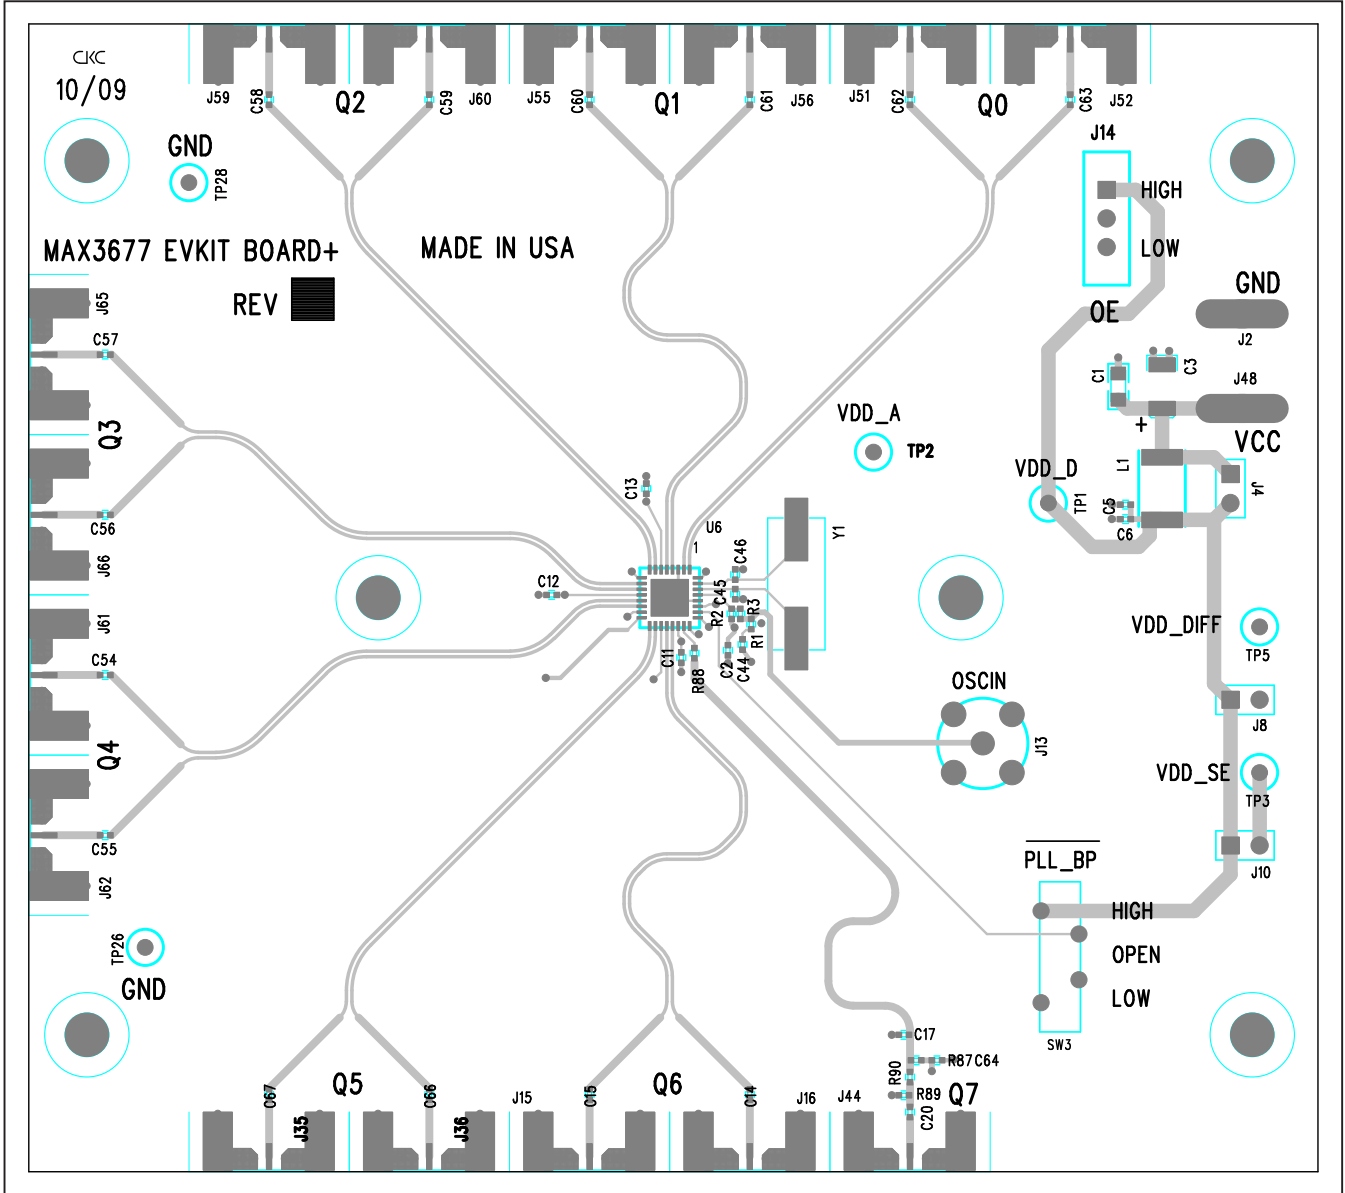 CKC
10/09
J59
C58
Q2
C59
J60
J55
C60
Q1
C61
J56
J51
C62
Q0
C63
J52
J14
GND
TP28
HIGH
LOW
MAX3677 EVKIT BOARD+
MADE IN USA
REV
OE
GND
J2
J65
C57
C1
C3
J48
VDD_A
TP2
+
VCC
Q3
VDD_D
TP1
L1
J4
C13
C5
C6
C56
J66
U6
1
C46
Y1
C12
C45
R2
R3
R1
J61
VDD_DIFF
TP5
C11
R88
C2
C44
C54
OSCIN
J13
J8
Q4
VDD_SE
TP3
C55
J62
PLL_BP
J10
HIGH
OPEN
LOW
SW3
TP26
GND
C17
R87
C64
R90
R89
C20
Q7
Q5
Q6
C67
C66
J15
C15
C14
J16
J44
J35
J36